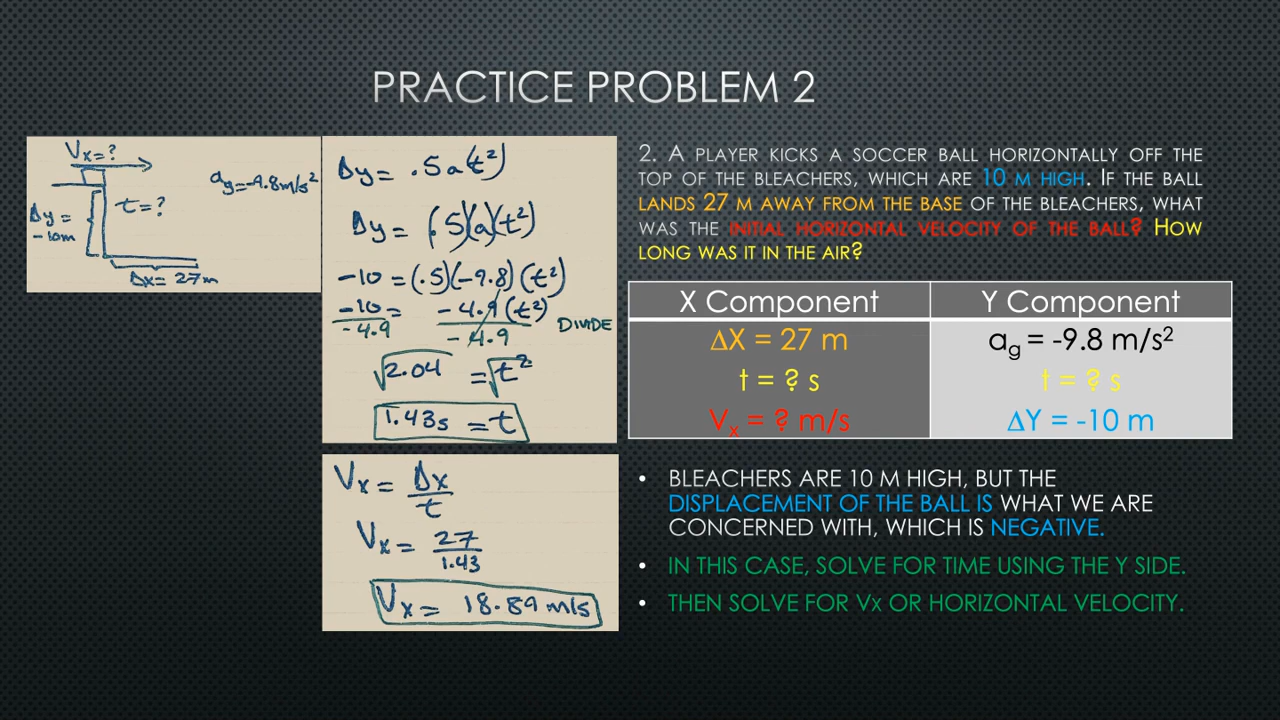 PRACTICE PROBLEM 2
Vx = ?
ay = -9.8m/s²
t = ?
Δy =
-10m
Δx = 27m
Δy = .5a(t²)
Δy = (.5)(a)(t²)
-10 = (.5)(-9.8)(t²)
-10 = -4.9(t²)
-4.9 -4.9 DIVIDE
√2.04 = √t²
1.43s = t
Vx = Δx
t
Vx = 27
1.43
Vx = 18.89 m/s
2. A PLAYER KICKS A SOCCER BALL HORIZONTALLY OFF THE
TOP OF THE BLEACHERS, WHICH ARE 10 M HIGH. IF THE BALL
LANDS 27 M AWAY FROM THE BASE OF THE BLEACHERS, WHAT
WAS THE INITIAL HORIZONTAL VELOCITY OF THE BALL? HOW
LONG WAS IT IN THE AIR?
X Component Y Component
ΔX = 27 m ag = -9.8 m/s²
t = ? s t = ? s
Vx = ? m/s ΔY = -10 m
• BLEACHERS ARE 10 M HIGH, BUT THE
DISPLACEMENT OF THE BALL IS WHAT WE ARE
CONCERNED WITH, WHICH IS NEGATIVE.
• IN THIS CASE, SOLVE FOR TIME USING THE Y SIDE.
• THEN SOLVE FOR VX OR HORIZONTAL VELOCITY.